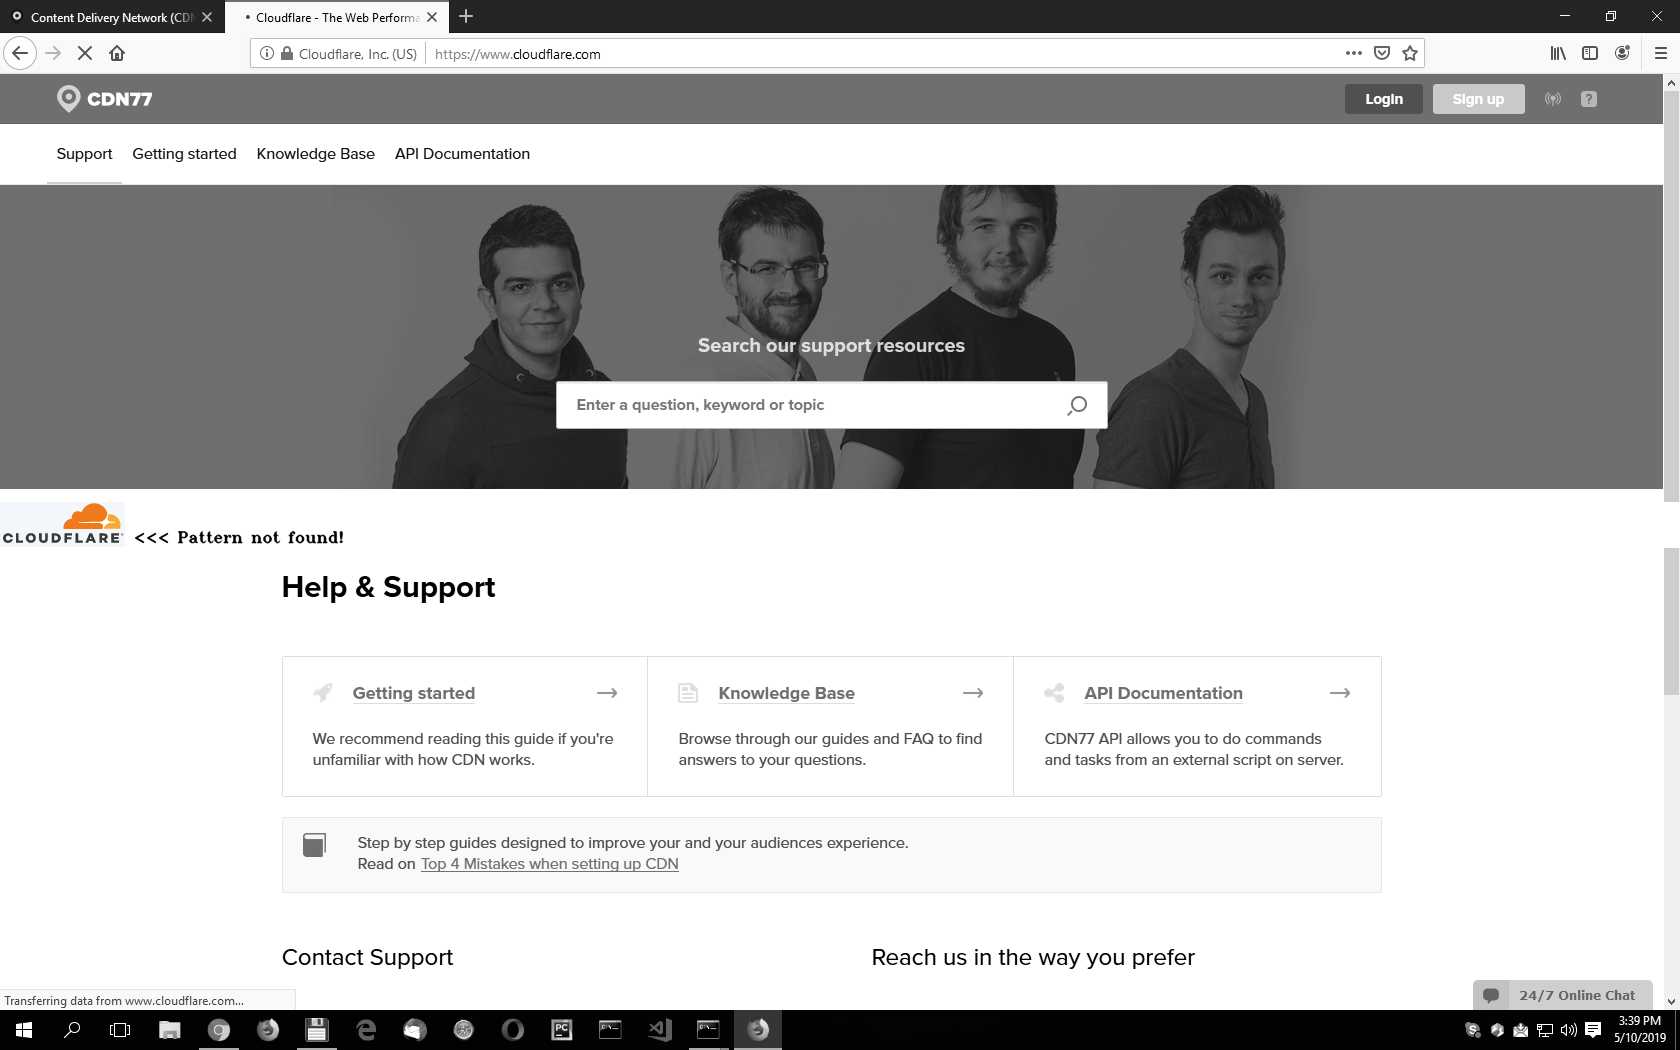 Content Delivery Network (CDN
Cloudflare - The Web Performa
Cloudflare, Inc. (US)
https://www.cloudflare.com
CDN77
Login
Sign up
Support
Getting started
Knowledge Base
API Documentation
Search our support resources
Enter a question, keyword or topic
CLOUDFLARE
<<< Pattern not found!
Help & Support
Getting started
We recommend reading this guide if you're
unfamiliar with how CDN works.
Knowledge Base
Browse through our guides and FAQ to find
answers to your questions.
API Documentation
CDN77 API allows you to do commands
and tasks from an external script on server.
Step by step guides designed to improve your and your audiences experience.
Read on Top 4 Mistakes when setting up CDN
Contact Support
Reach us in the way you prefer
Transferring data from www.cloudflare.com...
24/7 Online Chat
PC
3:39 PM
5/10/2019